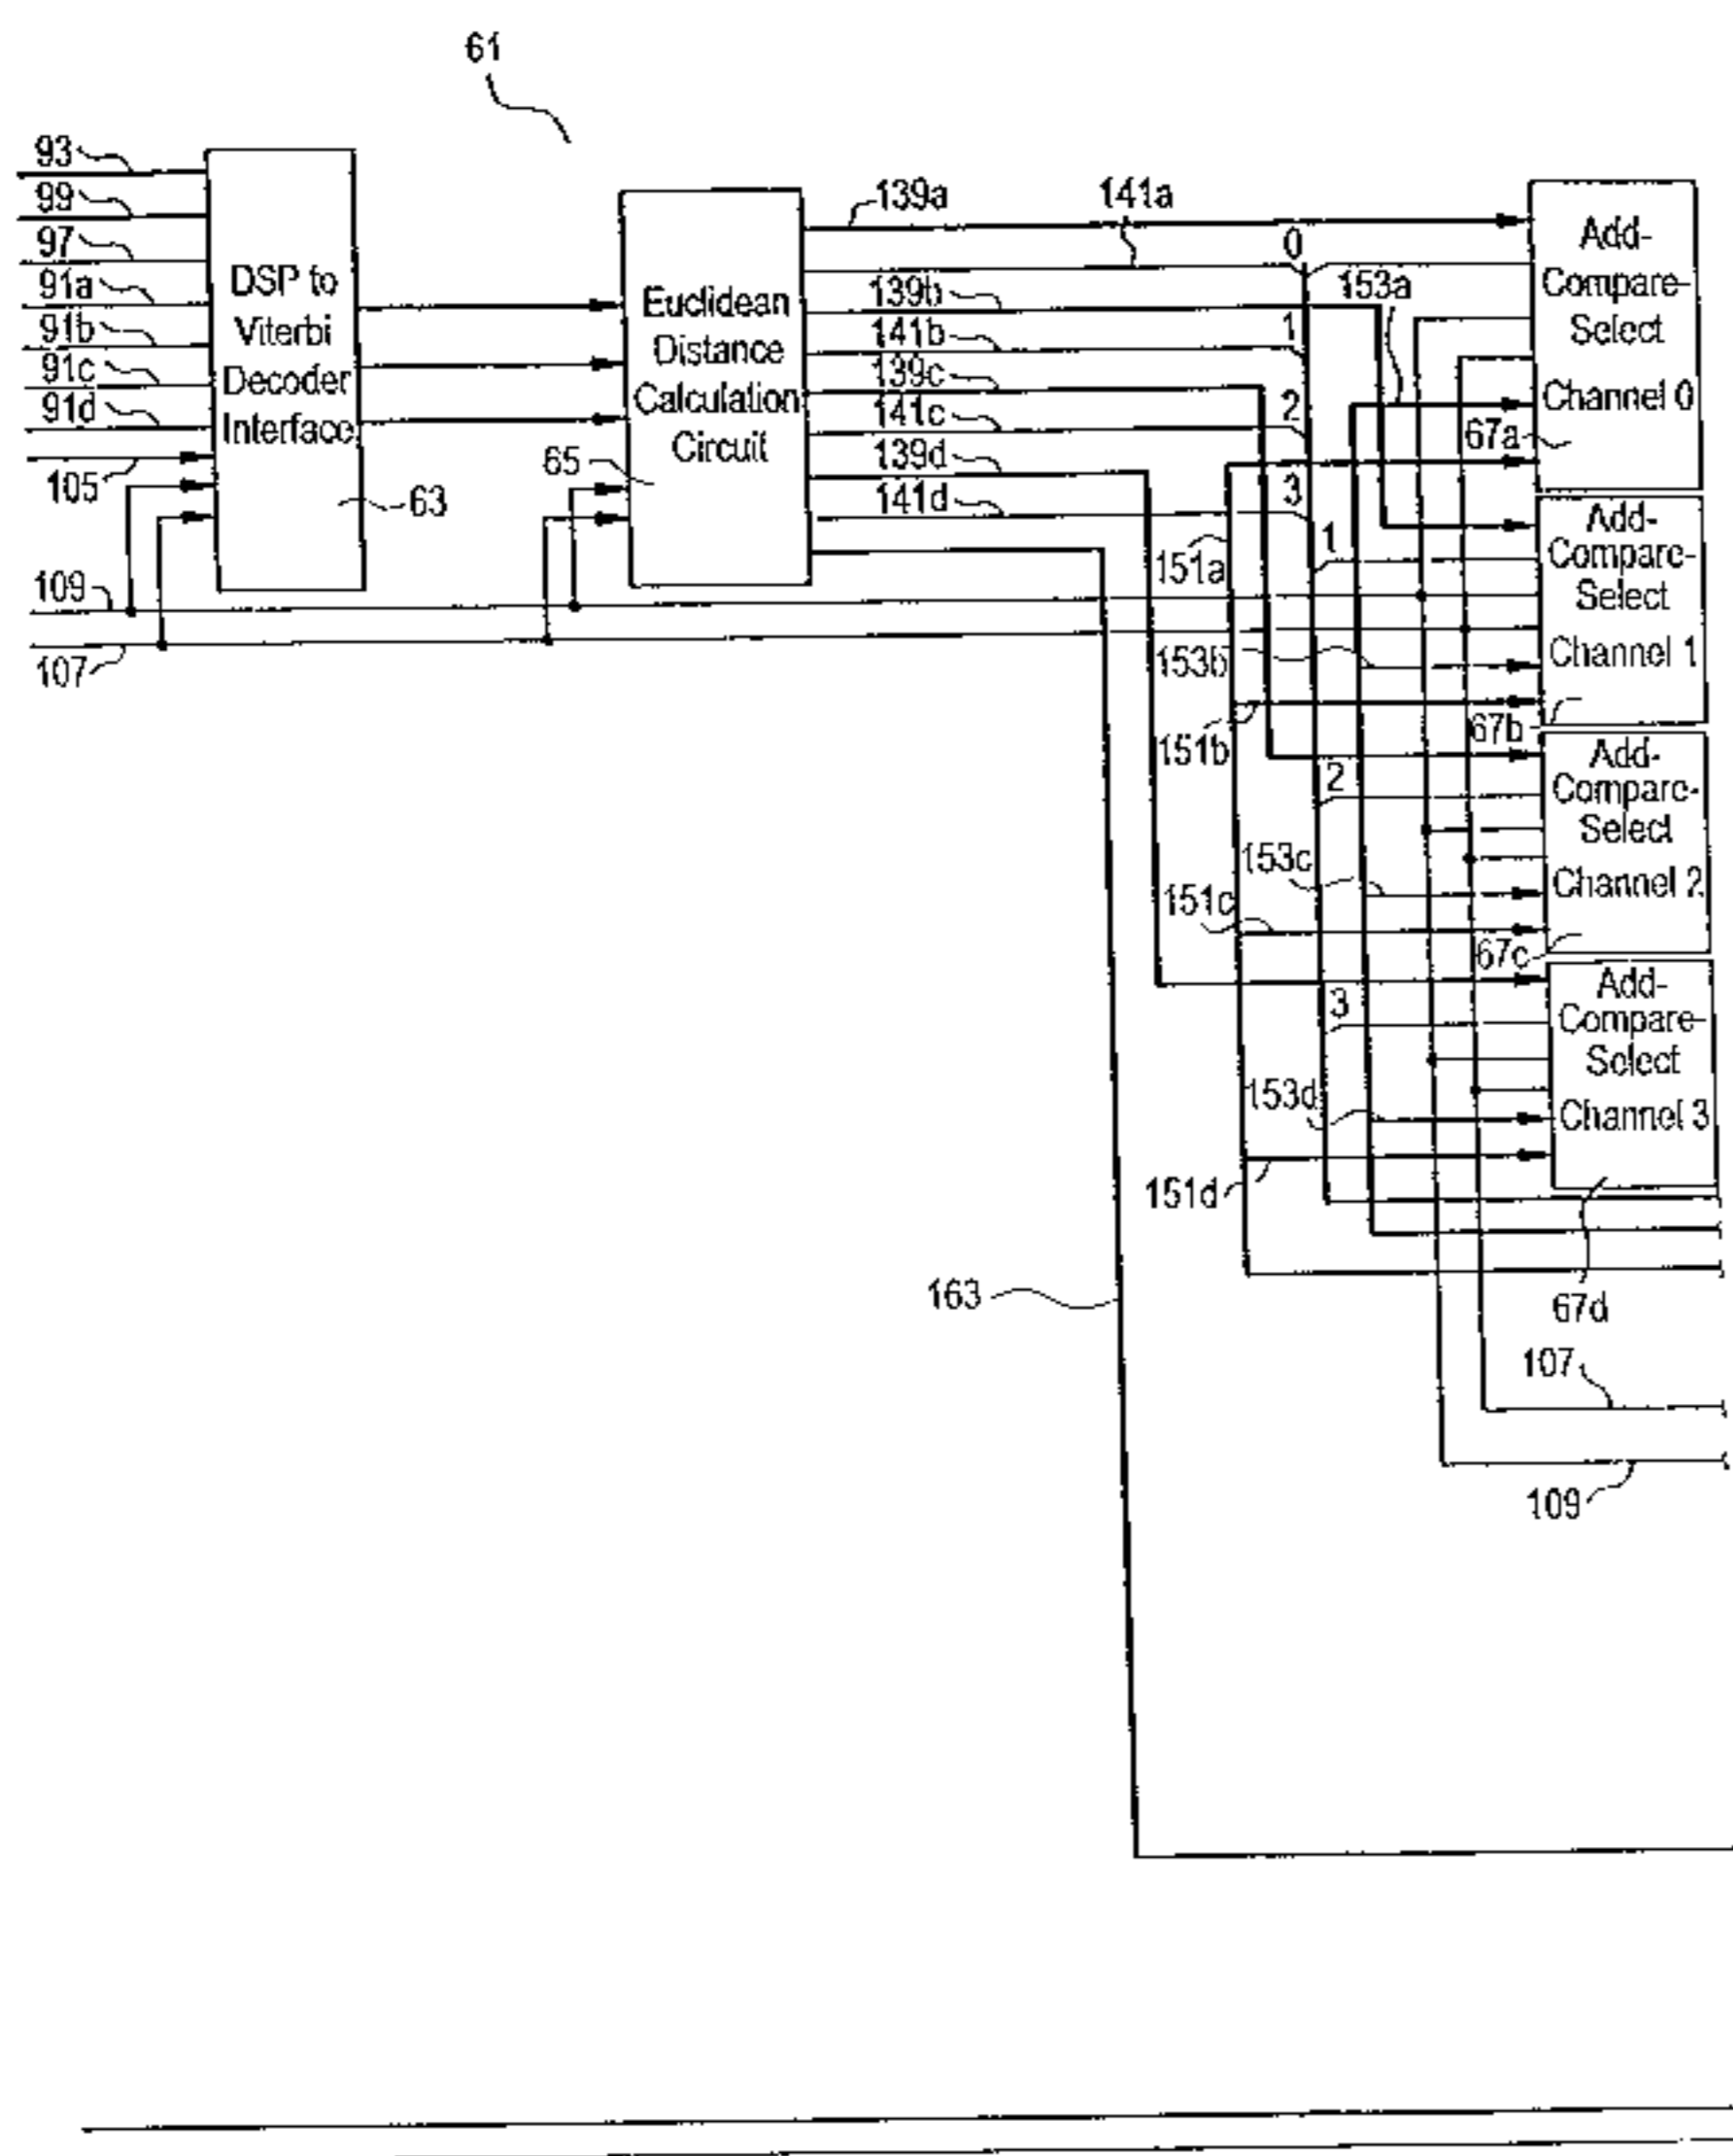 61
93
99
97
91a
91b
91c
91d
105
109
107
DSP to
Viterbi
Decoder
Interface
63
Euclidean
Distance
Calculation
Circuit
65
139a
141a
139b
141b
139c
141c
139d
141d
0
1
2
3
153a
151a
Add-
Compare-
Select
Channel 0
67a
1
153b
151b
Add-
Compare-
Select
Channel 1
67b
2
153c
151c
Add-
Compare-
Select
Channel 2
67c
3
153d
151d
Add-
Compare-
Select
Channel 3
67d
163
107
109